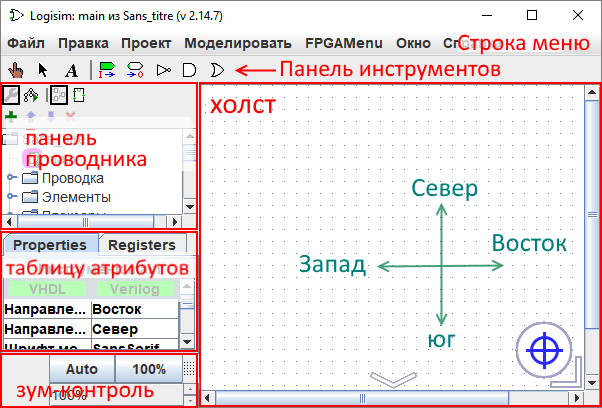 Logisim: main из Sans_titre (v 2.14.7)
Файл Правка Проект Моделировать FPGAMenu Окно
Строка меню
Панель инструментов
холст
панель
проводника
Проводка
Элементы
Properties Registers
таблицу атрибутов
VHDL Verilog
Направле... Восток
Направле... Север
Шрифт ме... SansSerif
Auto 100%
зум-контроль
100%
Север
Запад
Восток
юг